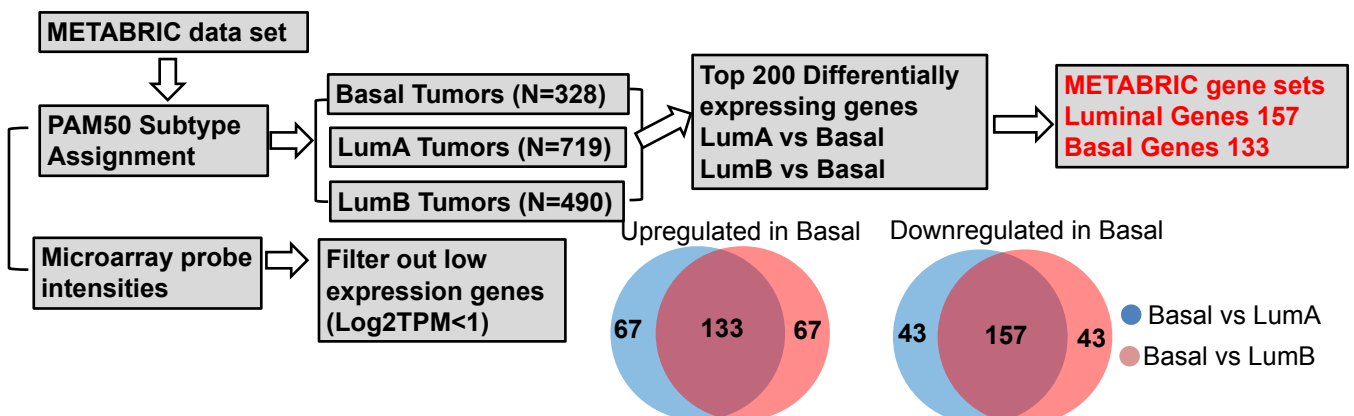 METABRIC data set
PAM50 Subtype
Assignment
Basal Tumors (N=328)
LumA Tumors (N=719)
LumB Tumors (N=490)
Top 200 Differentially
expressing genes
LumA vs Basal
LumB vs Basal
METABRIC gene sets
Luminal Genes 157
Basal Genes 133
Microarray probe
intensities
Filter out low
expression genes
(Log2TPM<1)
Upregulated in Basal
67
133
67
Downregulated in Basal
43
157
43
Basal vs LumA
Basal vs LumB